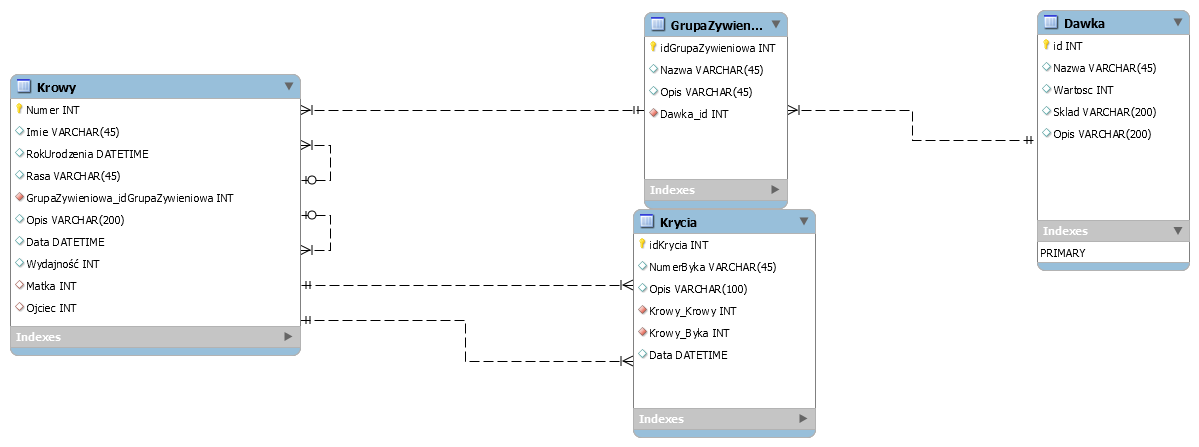 Krowy
Numer INT
Imie VARCHAR(45)
RokUrodzenia DATETIME
Rasa VARCHAR(45)
GrupaZywieniowa_idGrupaZywieniowa INT
Opis VARCHAR(200)
Data DATETIME
Wydajność INT
Matka INT
Ojciec INT
Indexes
GrupaZywien...
idGrupaZywieniowa INT
Nazwa VARCHAR(45)
Opis VARCHAR(45)
Dawka_id INT
Indexes
Krycia
idKrycia INT
NumerByka VARCHAR(45)
Opis VARCHAR(100)
Krowy_Krowy INT
Krowy_Byka INT
Data DATETIME
Indexes
Dawka
id INT
Nazwa VARCHAR(45)
Wartosc INT
Sklad VARCHAR(200)
Opis VARCHAR(200)
Indexes
PRIMARY